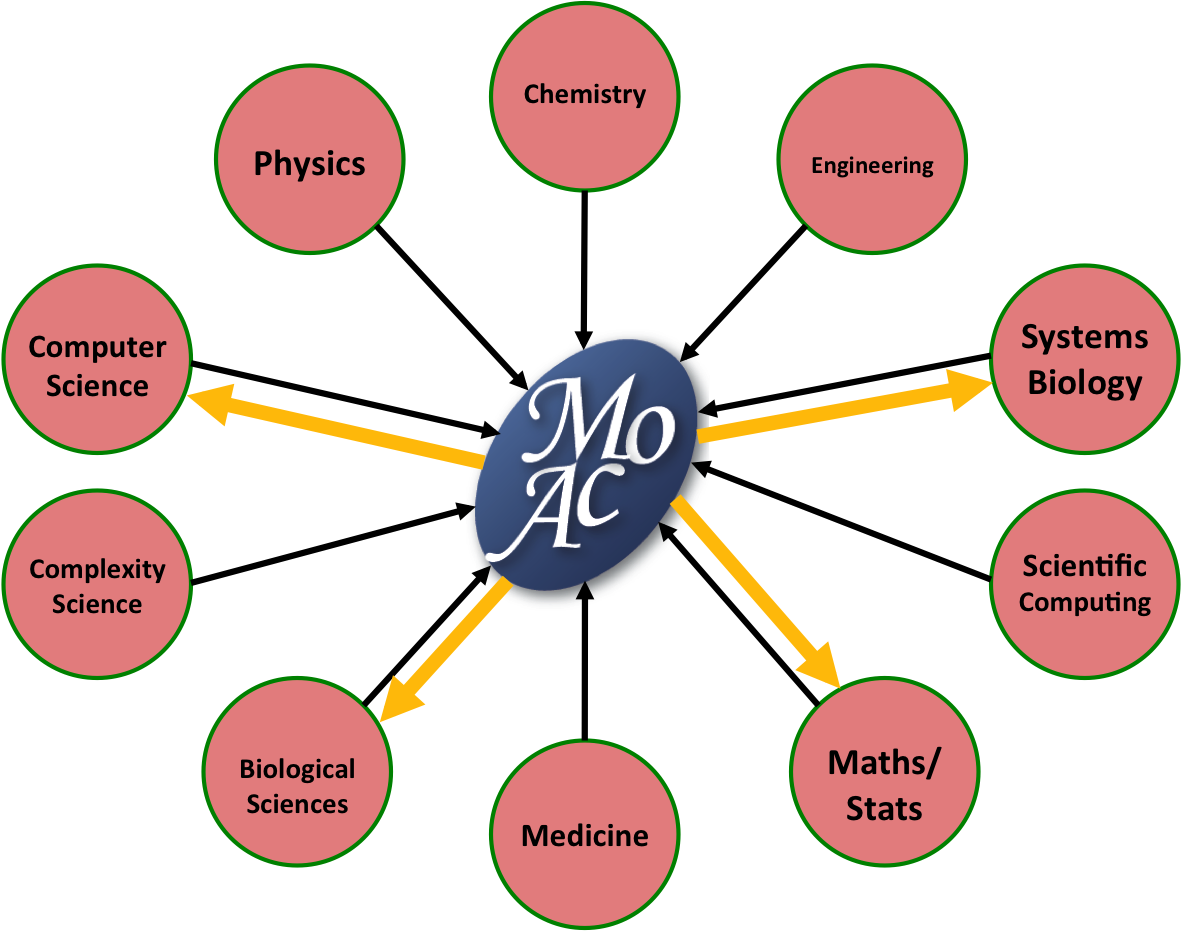 Chemistry
Physics
Engineering
Computer
Science
Systems
Biology
Mo
AC
Complexity
Science
Scientific
Computing
Biological
Sciences
Maths/
Stats
Medicine